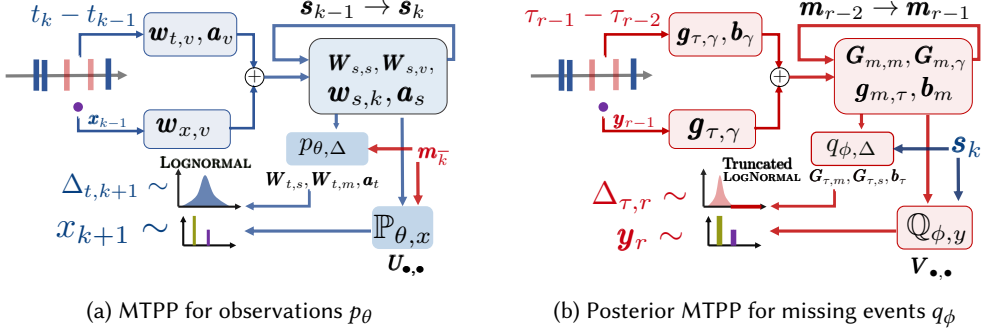 t_k − t_{k−1}
w_{t,v}, a_v
s_{k−1} → s_k
W_{s,s}, W_{s,v},
w_{s,k}, a_s
x_{k−1}
w_{x,v}
p_{θ,Δ}
m_{\bar{k}}
LOGNORMAL
W_{t,s}, W_{t,m}, a_t
Δ_{t,k+1} ∼
x_{k+1} ∼
ℙ_{θ,x}
U_{•,•}
(a) MTPP for observations p_θ
τ_{r−1} − τ_{r−2}
g_{τ,γ}, b_γ
m_{r−2} → m_{r−1}
G_{m,m}, G_{m,γ}
g_{m,τ}, b_m
y_{r−1}
g_{τ,γ}
q_{ϕ,Δ}
s_k
Truncated
LOGNORMAL
G_{τ,m}, G_{τ,s}, b_τ
Δ_{τ,r} ∼
y_r ∼
ℚ_{ϕ,y}
V_{•,•}
(b) Posterior MTPP for missing events q_ϕ